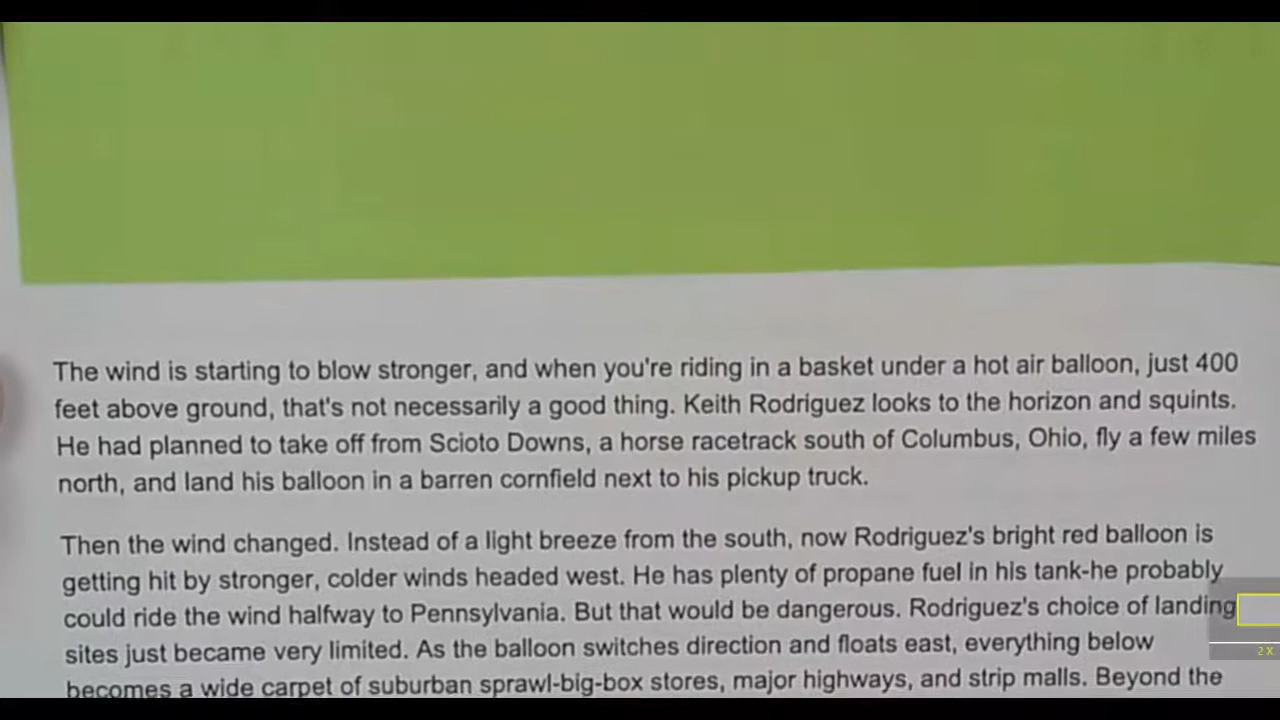 The wind is starting to blow stronger, and when you're riding in a basket under a hot air balloon, just 400
feet above ground, that's not necessarily a good thing. Keith Rodriguez looks to the horizon and squints.
He had planned to take off from Scioto Downs, a horse racetrack south of Columbus, Ohio, fly a few miles
north, and land his balloon in a barren cornfield next to his pickup truck.
Then the wind changed. Instead of a light breeze from the south, now Rodriguez's bright red balloon is
getting hit by stronger, colder winds headed west. He has plenty of propane fuel in his tank-he probably
could ride the wind halfway to Pennsylvania. But that would be dangerous. Rodriguez's choice of landing
sites just became very limited. As the balloon switches direction and floats east, everything below
becomes a wide carpet of suburban sprawl-big-box stores, major highways, and strip malls. Beyond the
2 X